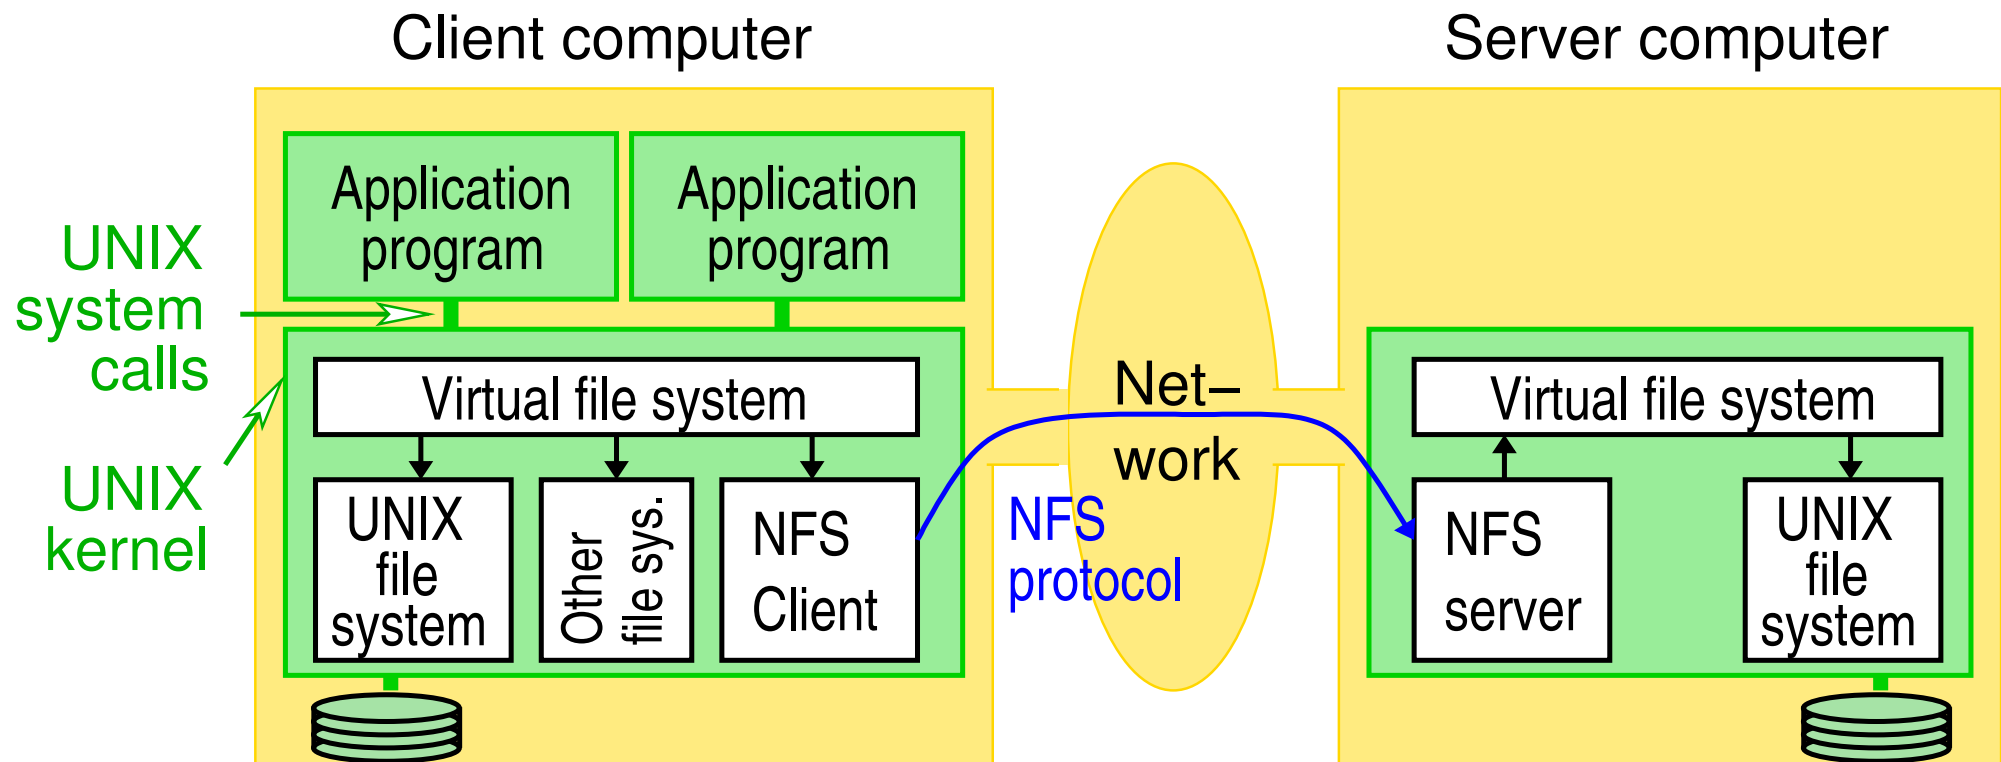 Client computer
Server computer
Application
program
Application
program
UNIX
system
calls
UNIX
kernel
Virtual file system
UNIX
file
system
Other
file sys.
NFS
Client
Net–
work
NFS
protocol
Virtual file system
NFS
server
UNIX
file
system